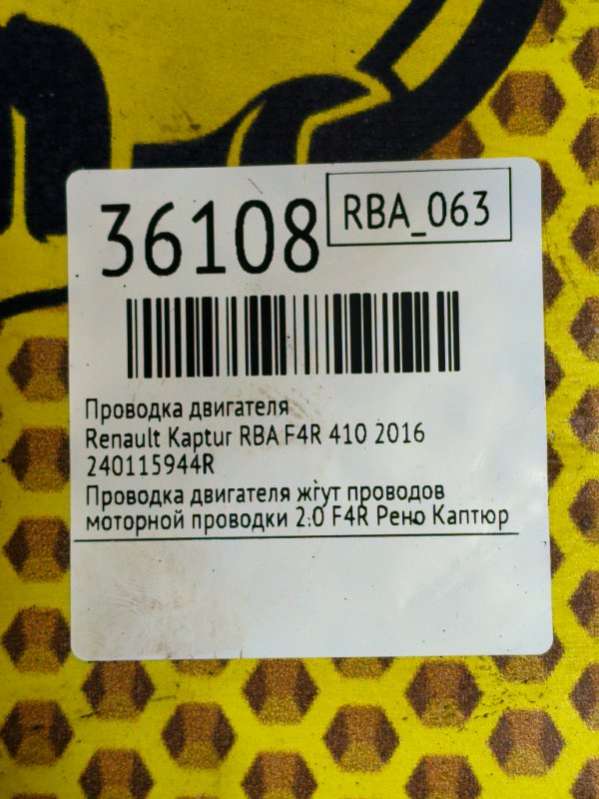 36108
RBA_063
Проводка двигателя
Renault Kaptur RBA F4R 410 2016
240115944R
Проводка двигателя жгут проводов
моторной проводки 2.0 F4R Рено Каптюр